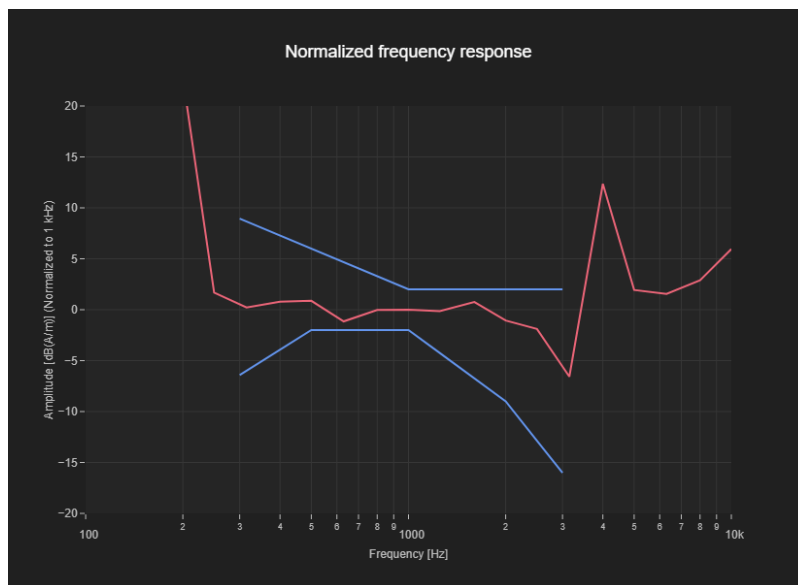 Normalized frequency response
Amplitude [dB(A/m)] (Normalized to 1 kHz)
20
15
10
5
0
−5
−10
−15
−20
100 2 3 4 5 6 7 8 9 1000 2 3 4 5 6 7 8 9 10k
Frequency [Hz]